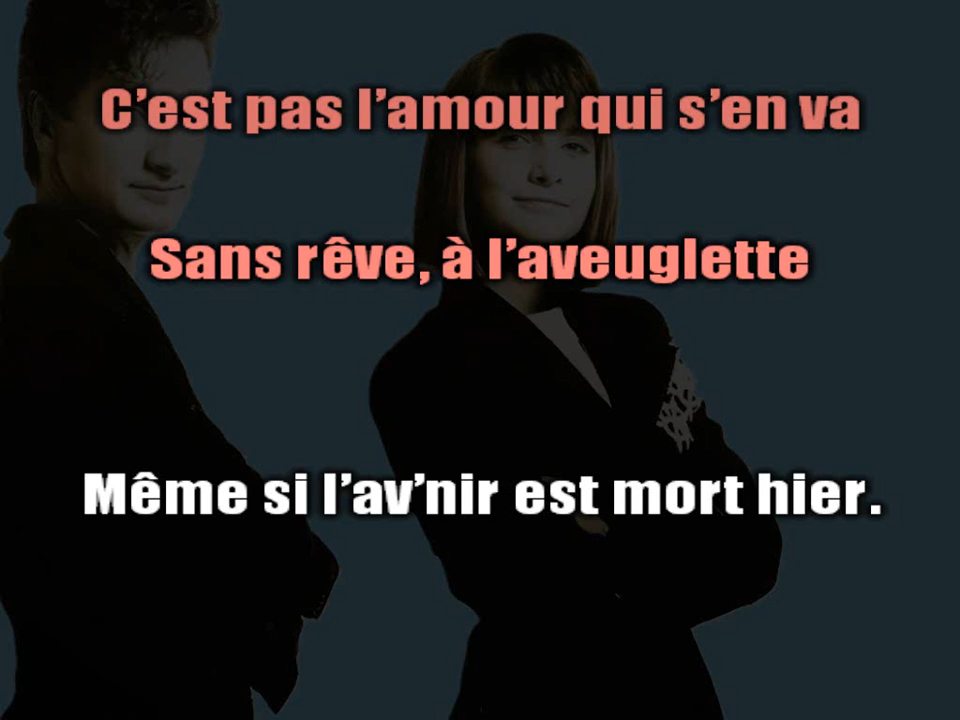 C’est pas l’amour qui s’en va
Sans rêve, à l’aveuglette
Même si l’av’nir est mort hier.